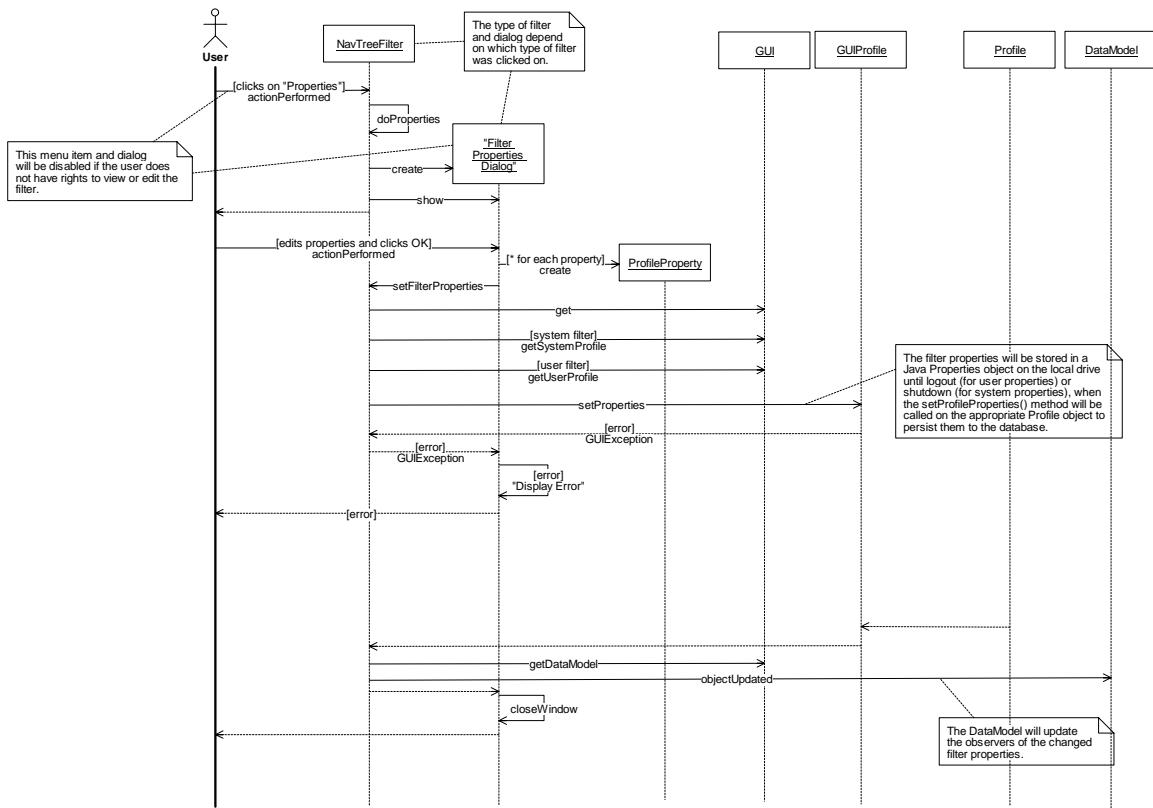 The type of filter
and dialog depend
on which type of filter
was clicked on.
NavTreeFilter
GUI
GUIProfile
Profile
DataModel
User
[clicks on "Properties"]
actionPerformed
doProperties
This menu item and dialog
will be disabled if the user does
not have rights to view or edit the
filter.
"Filter
Properties
Dialog"
create
show
[edits properties and clicks OK]
actionPerformed
[* for each property]
create
ProfileProperty
setFilterProperties
get
[system filter]
getSystemProfile
[user filter]
getUserProfile
The filter properties will be stored in a
Java Properties object on the local drive
until logout (for user properties) or
shutdown (for system properties), when
the setProfileProperties() method will be
called on the appropriate Profile object to
persist them to the database.
setProperties
[error]
GUIException
[error]
GUIException
[error]
"Display Error"
[error]
getDataModel
objectUpdated
closeWindow
The DataModel will update
the observers of the changed
filter properties.